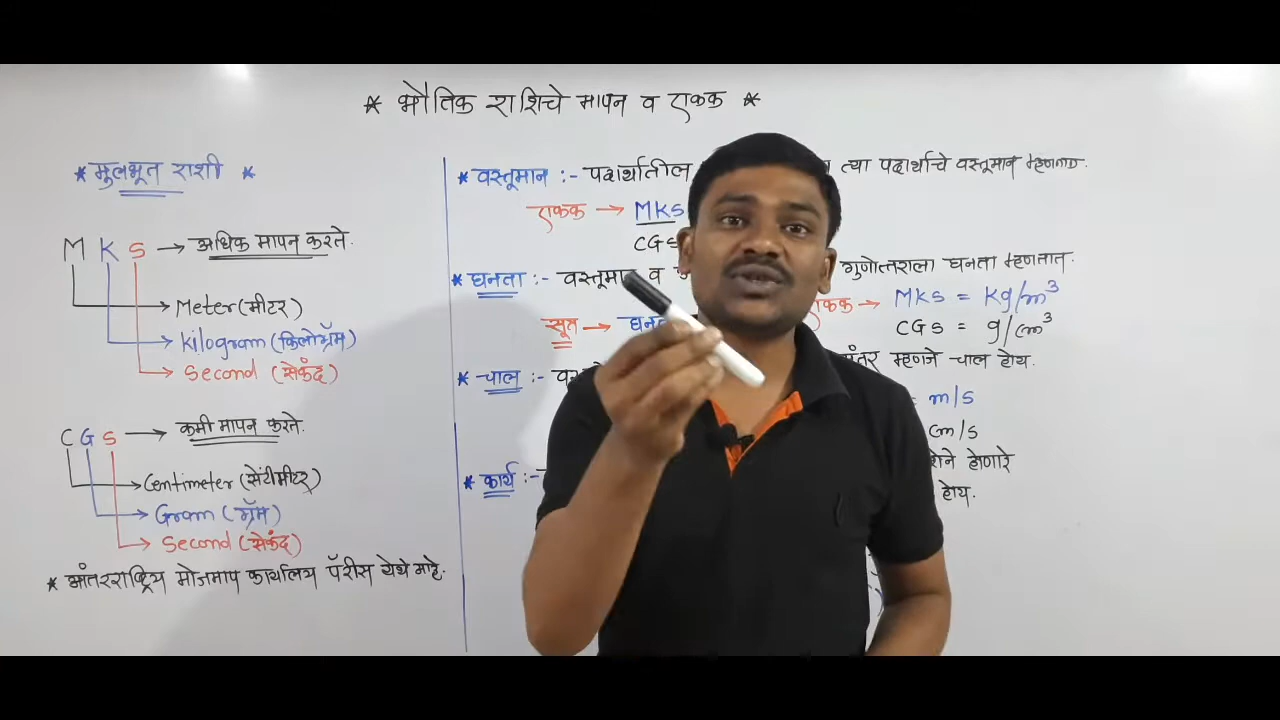 * भौतिक राशिचे मापन व एकक *
* मुलभूत राशी *
M K S → अधिक मापन करते.
Meter (मीटर)
Kilogram (किलोग्रॅम)
Second (सेकंद)
C G S → कमी मापन करते.
Centimeter (सेंटीमीटर)
Gram (ग्रॅम)
Second (सेकंद)
* आंतरराष्ट्रिय मोजमाप कार्यालय पॅरीस येथे आहे.
* वस्तूमान :- पदार्थातील त्या पदार्थाचे वस्तूमान म्हणतात.
एकक → MKS
CGS
* घनता :- वस्तूमान व गुणोत्तराला घनता म्हणतात.
सूत्र → घनता एकक → MKS = Kg/m³
CGS = g/cm³
* चाल :- म्हणजे चाल होय.
m/s
cm/s
* कार्य :- होणारे
होय.